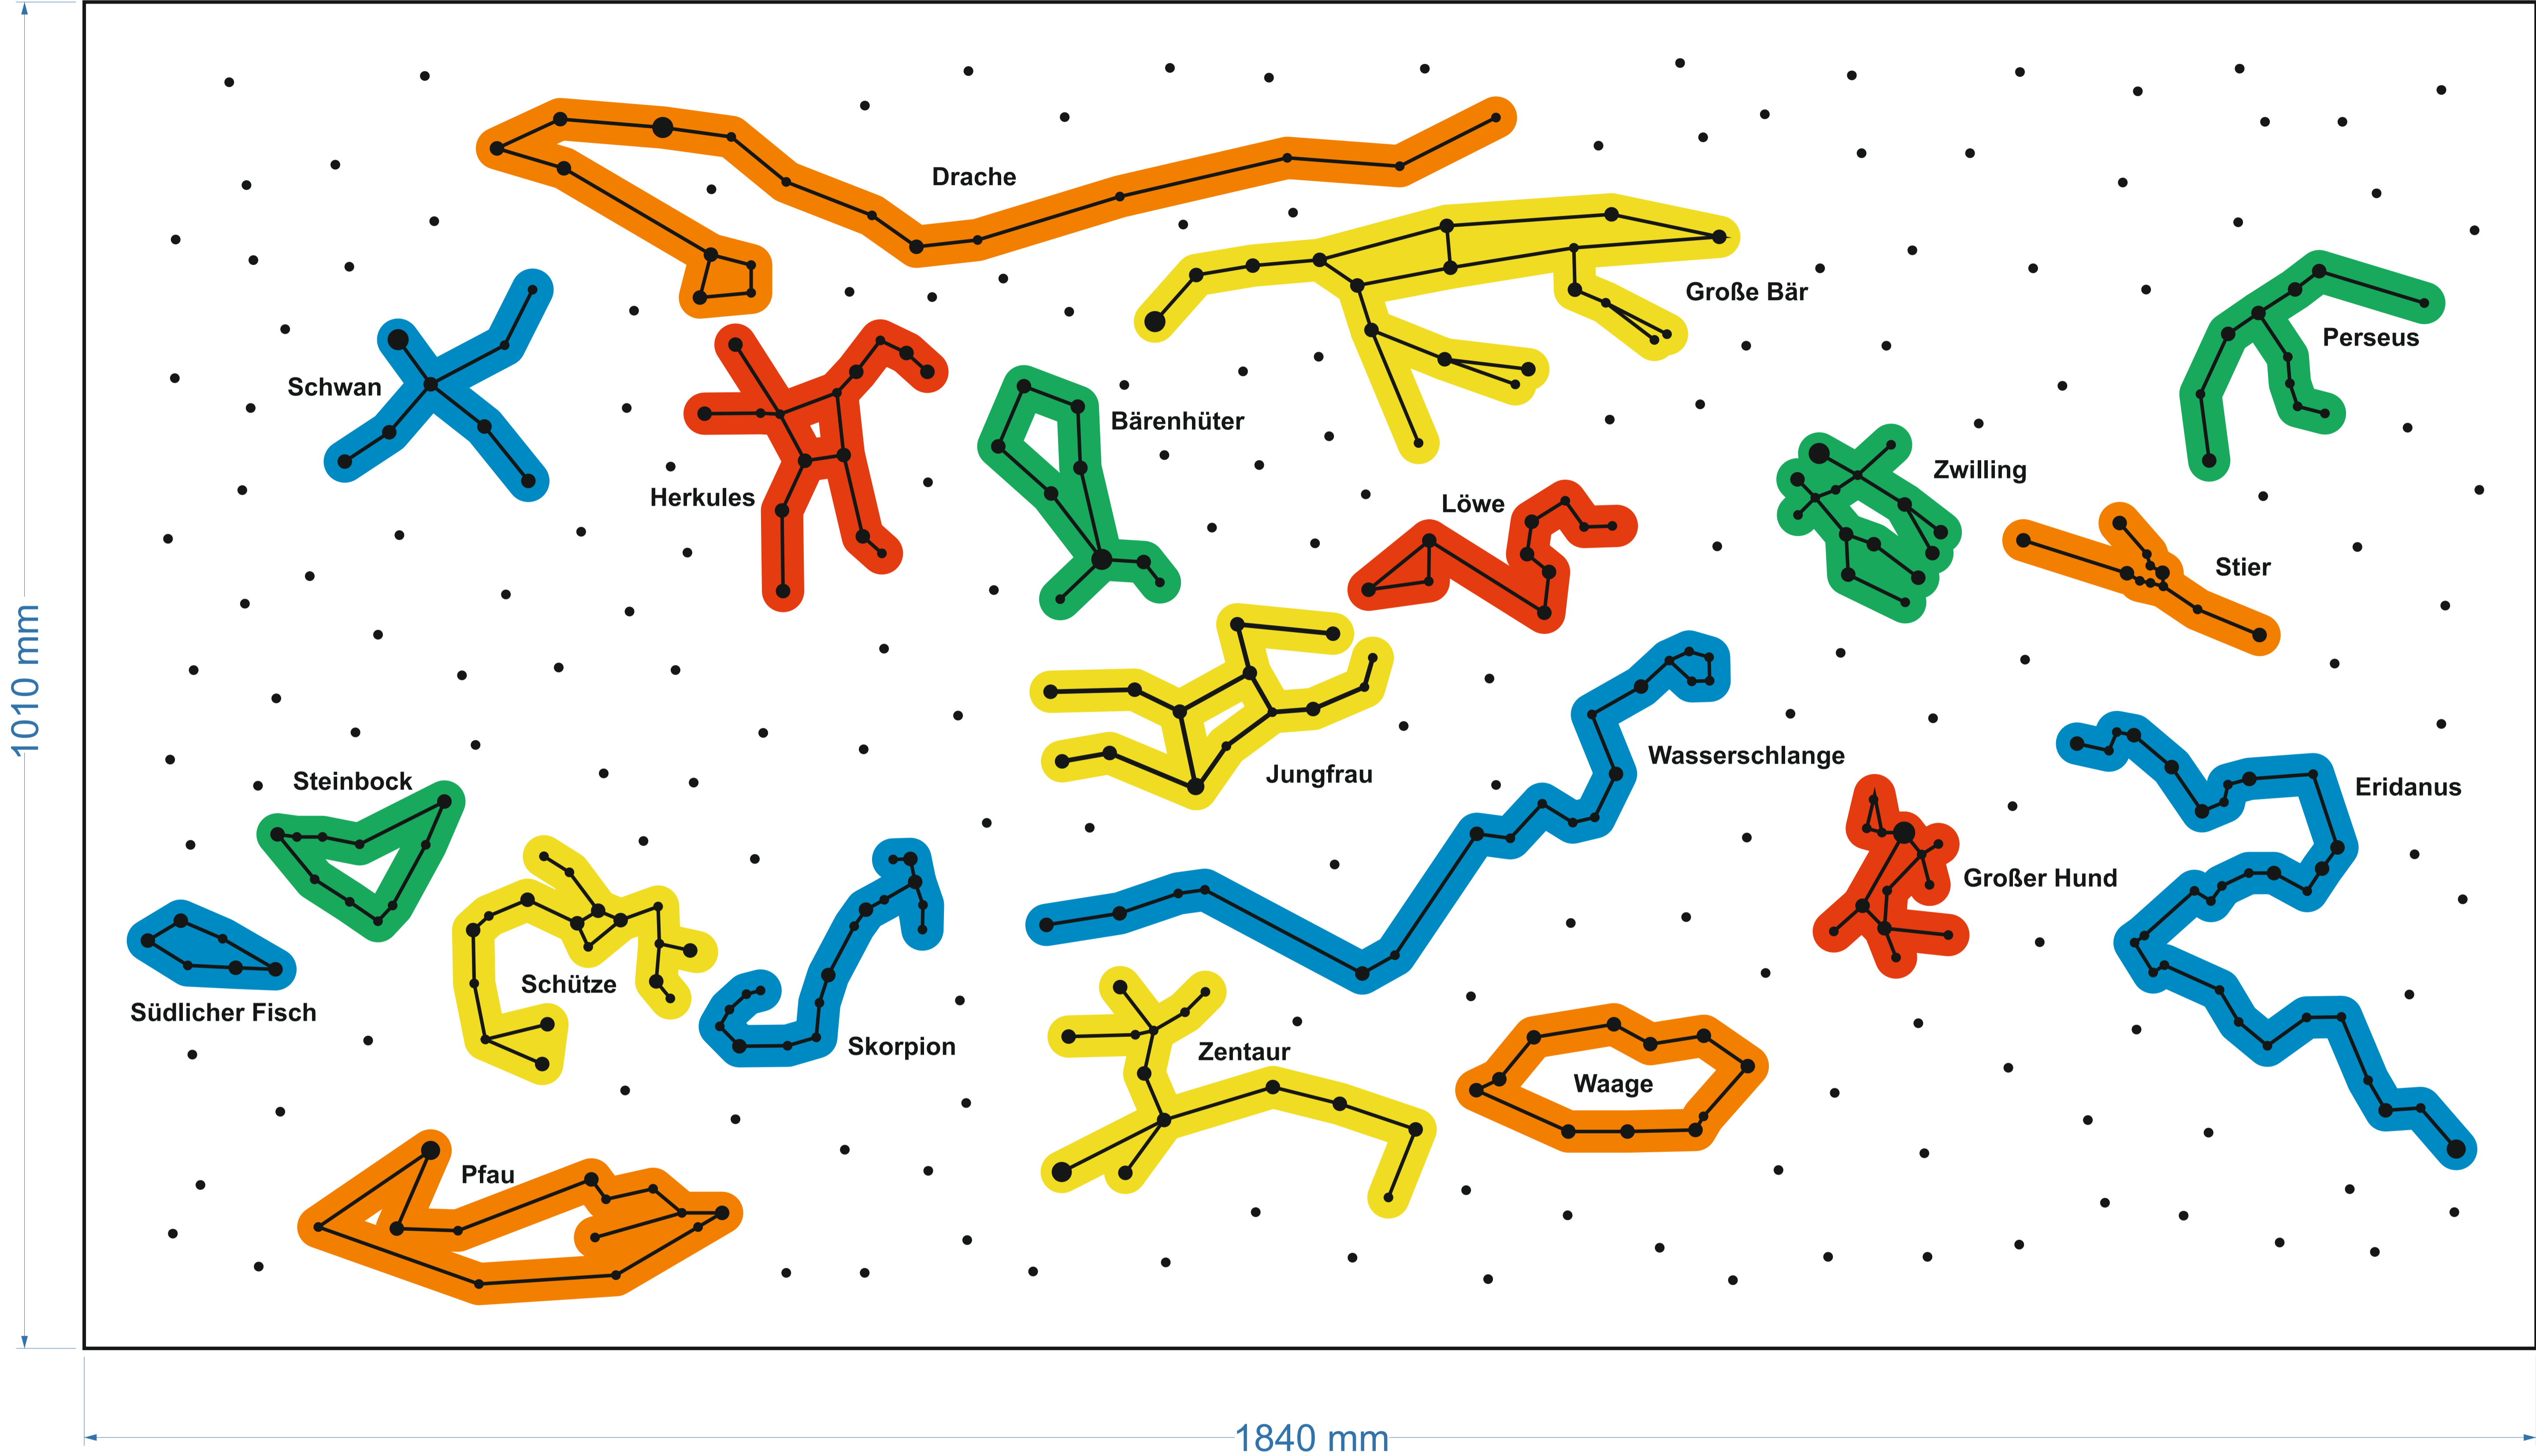 Drache
Große Bär
Perseus
Schwan
Bärenhüter
Zwilling
Herkules
Löwe
Stier
Wasserschlange
Jungfrau
Steinbock
Eridanus
Großer Hund
Schütze
Südlicher Fisch
Skorpion
Zentaur
Waage
Pfau
1010 mm
1840 mm